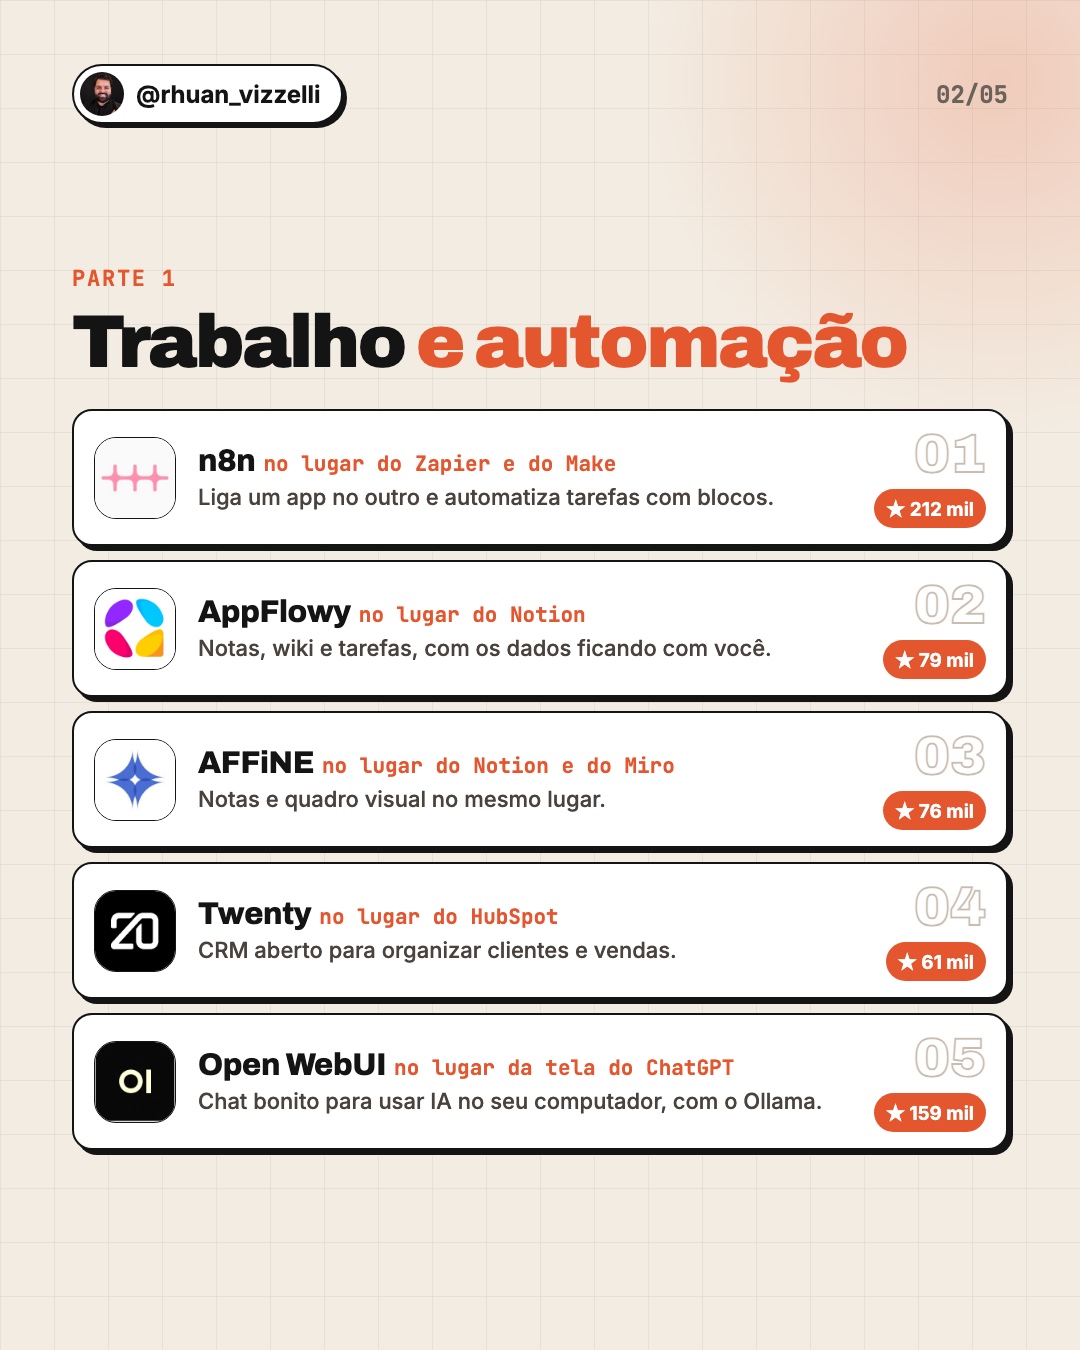 @rhuan_vizzelli
02/05
PARTE 1
Trabalho e automação
n8n no lugar do Zapier e do Make
Liga um app no outro e automatiza tarefas com blocos.
01
★ 212 mil
AppFlowy no lugar do Notion
Notas, wiki e tarefas, com os dados ficando com você.
02
★ 79 mil
AFFiNE no lugar do Notion e do Miro
Notas e quadro visual no mesmo lugar.
03
★ 76 mil
20
Twenty no lugar do HubSpot
CRM aberto para organizar clientes e vendas.
04
★ 61 mil
OI
Open WebUI no lugar da tela do ChatGPT
Chat bonito para usar IA no seu computador, com o Ollama.
05
★ 159 mil